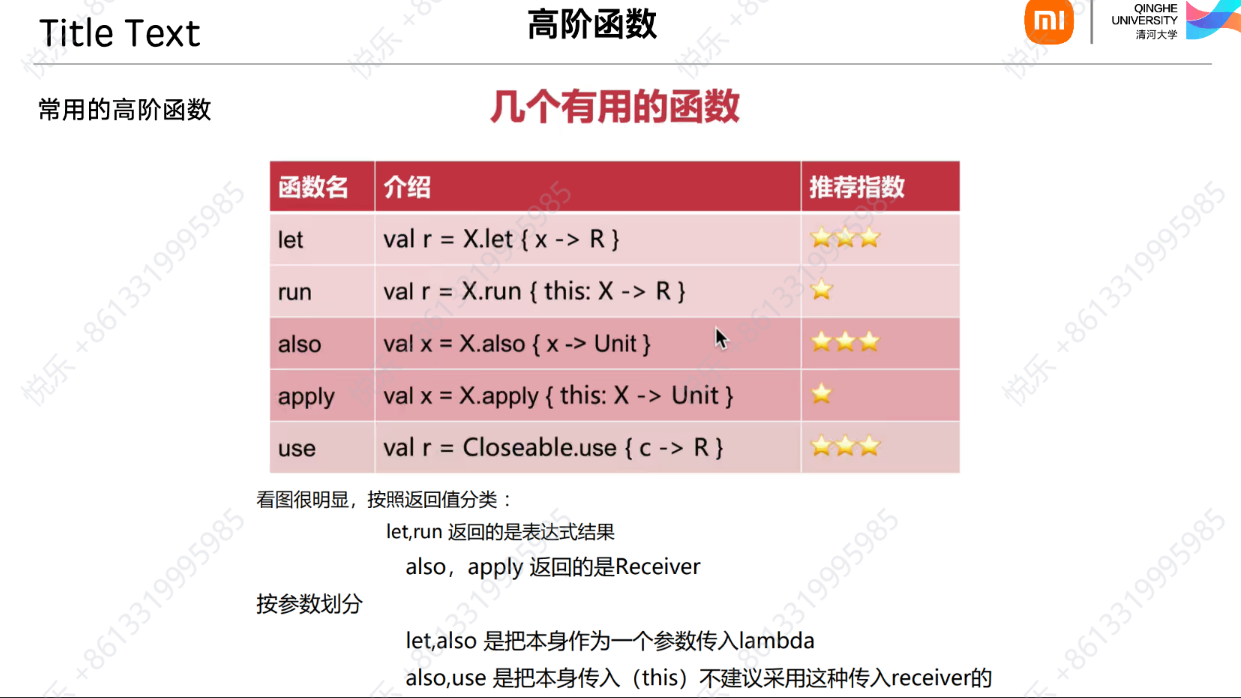 Title Text
高阶函数
mi
QINGHE
UNIVERSITY
清河大学
常用的高阶函数
几个有用的函数
函数名 介绍 推荐指数
let val r = X.let { x -> R } ⭐⭐⭐
run val r = X.run { this: X -> R } ⭐
also val x = X.also { x -> Unit } ⭐⭐⭐
apply val x = X.apply { this: X -> Unit } ⭐
use val r = Closeable.use { c -> R } ⭐⭐⭐
看图很明显，按照返回值分类：
let,run 返回的是表达式结果
also，apply 返回的是Receiver
按参数划分
let,also 是把本身作为一个参数传入lambda
also,use 是把本身传入（this）不建议采用这种传入receiver的
悦乐 +8613319995985